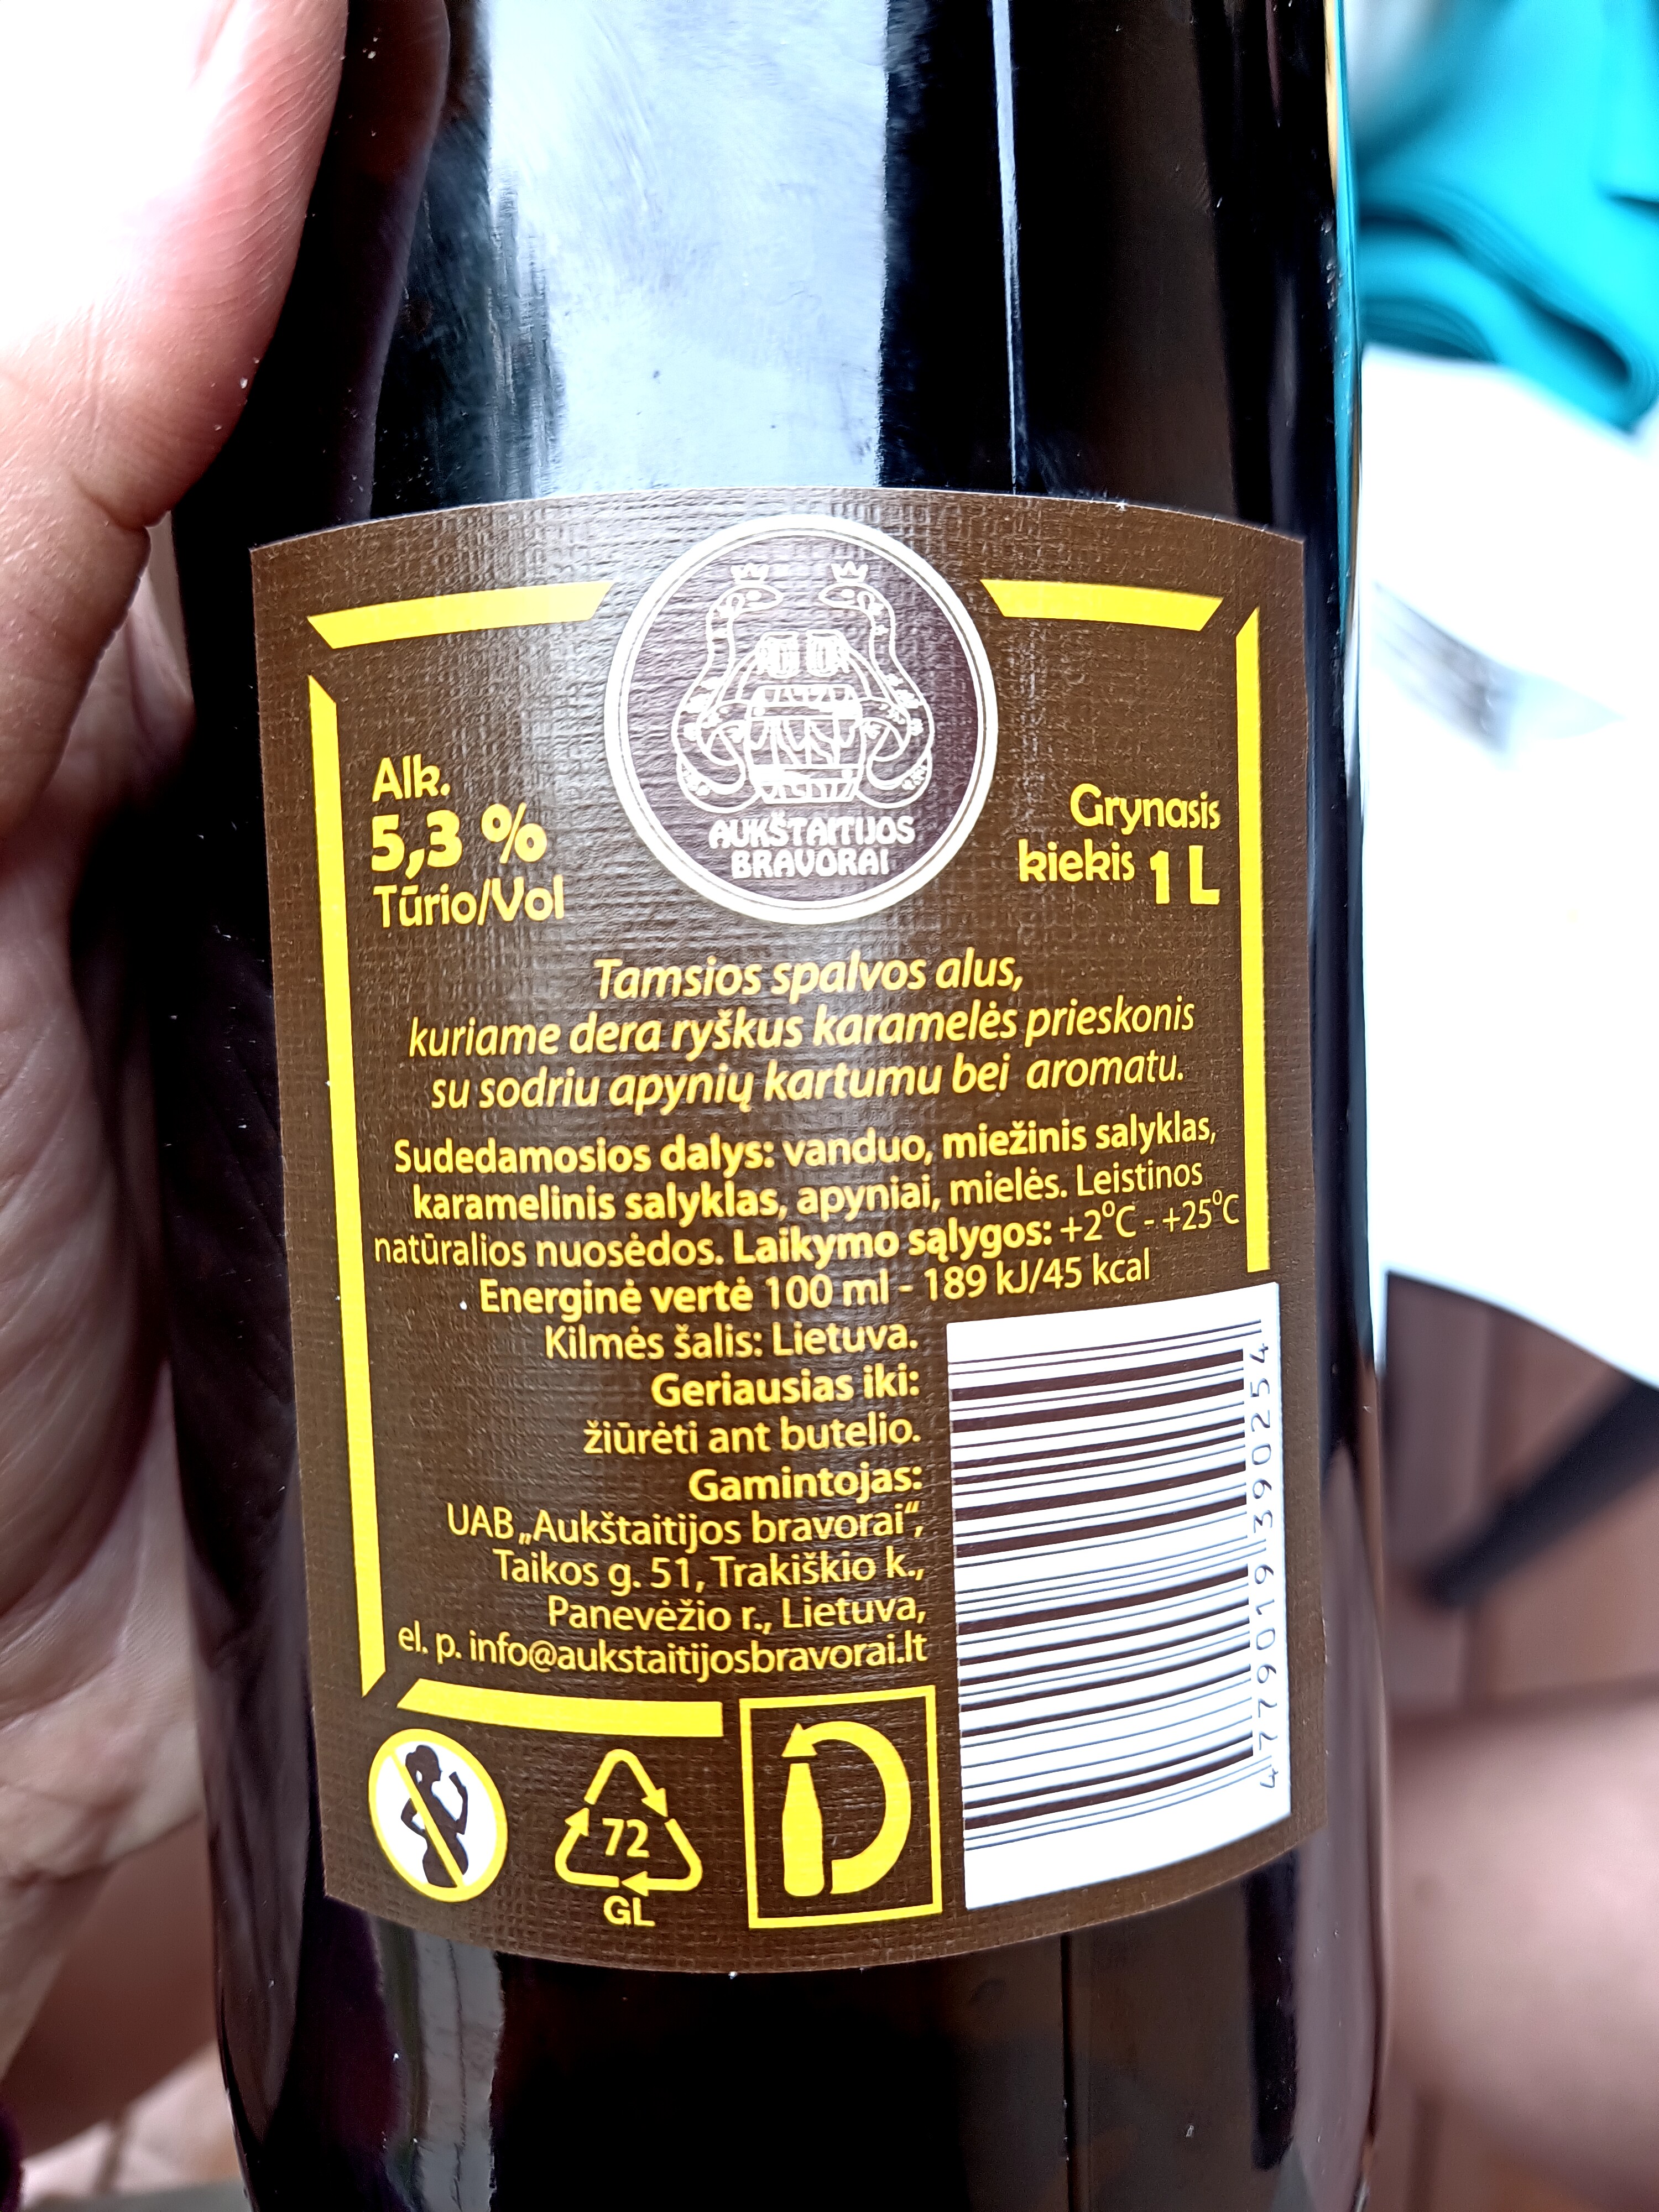 AUKŠTAITIJOS
BRAVORAI
Alk.
5,3 %
Tūrio/Vol
Grynasis
kiekis 1 L
Tamsios spalvos alus,
kuriame dera ryškus karamelės prieskonis
su sodriu apynių kartumu bei aromatu.
Sudedamosios dalys: vanduo, miežinis salyklas,
karamelinis salyklas, apyniai, mielės. Leistinos
natūralios nuosėdos. Laikymo sąlygos: +2°C - +25°C
Energinė vertė 100 ml - 189 kJ/45 kcal
Kilmės šalis: Lietuva.
Geriausias iki:
žiūrėti ant butelio.
Gamintojas:
UAB „Aukštaitijos bravorai“,
Taikos g. 51, Trakiškio k.,
Panevėžio r., Lietuva,
el. p. info@aukstaitijosbravorai.lt
4779019390254
72
GL